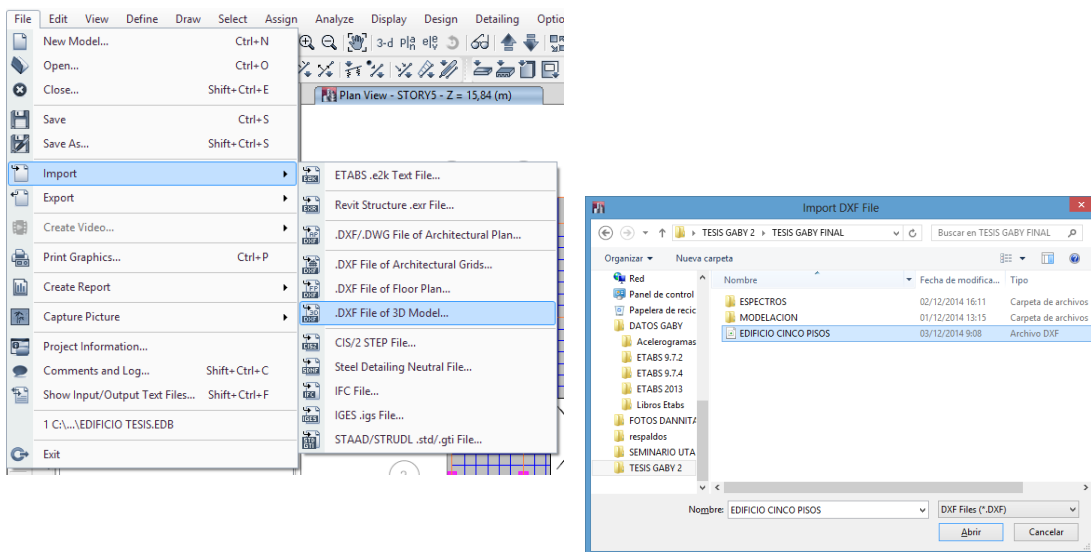 File Edit View Define Draw Select Assign Analyze Display Design Detailing Optio
New Model... Ctrl+N
Open... Ctrl+O
Close... Shift+Ctrl+E
Save Ctrl+S
Save As... Shift+Ctrl+S
Import
Export
Create Video...
Print Graphics... Ctrl+P
Create Report
Capture Picture
Project Information...
Comments and Log... Shift+Ctrl+C
Show Input/Output Text Files... Shift+Ctrl+F
1 C:\...\EDIFICIO TESIS.EDB
Exit
3-d
Plan View - STORY5 - Z = 15,84 (m)
ETABS .e2k Text File...
Revit Structure .exr File...
.DXF/.DWG File of Architectural Plan...
.DXF File of Architectural Grids...
.DXF File of Floor Plan...
.DXF File of 3D Model...
CIS/2 STEP File...
Steel Detailing Neutral File...
IFC File...
IGES .igs File...
STAAD/STRUDL .std/.gti File...
Import DXF File
TESIS GABY 2 TESIS GABY FINAL Buscar en TESIS GABY FINAL
Organizar Nueva carpeta
Red
Panel de control
Papelera de recic
DATOS GABY
Acelerogramas
ETABS 9.7.2
ETABS 9.7.4
ETABS 2013
Libros Etabs
FOTOS DANNITA
respaldos
SEMINARIO UTA
TESIS GABY 2
Nombre Fecha de modifica... Tipo
ESPECTROS 02/12/2014 16:11 Carpeta de archivos
MODELACION 01/12/2014 13:15 Carpeta de archivos
EDIFICIO CINCO PISOS 03/12/2014 9:08 Archivo DXF
Nombre: EDIFICIO CINCO PISOS DXF Files (*.DXF)
Abrir Cancelar